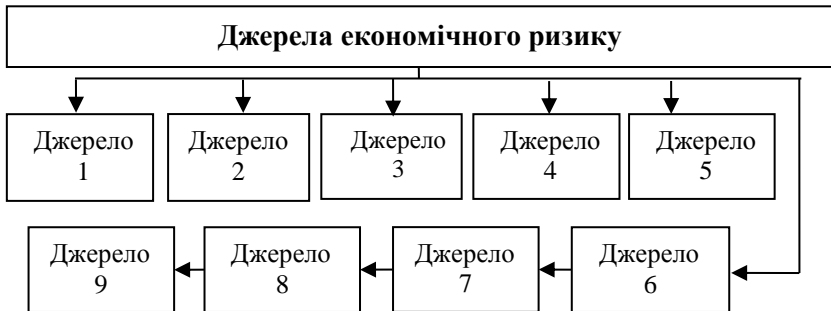 Джерела економічного ризику
Джерело
1
Джерело
2
Джерело
3
Джерело
4
Джерело
5
Джерело
9
Джерело
8
Джерело
7
Джерело
6